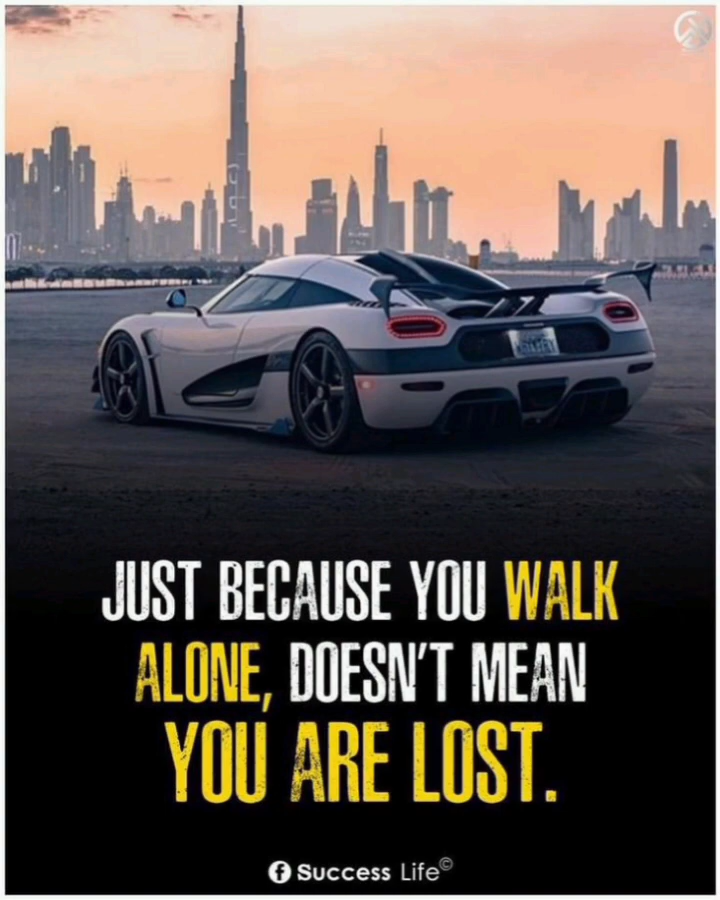 JUST BECAUSE YOU WALK
ALONE, DOESN'T MEAN
YOU ARE LOST.
Success Life©